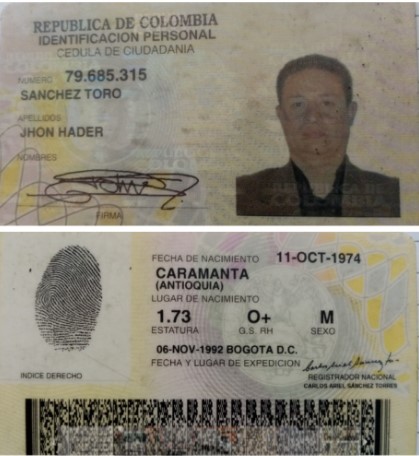 REPUBLICA DE COLOMBIA
IDENTIFICACION PERSONAL
CEDULA DE CIUDADANIA
NUMERO 79.685.315
SANCHEZ TORO
APELLIDOS
JHON HADER
NOMBRES
FIRMA
INDICE DERECHO
FECHA DE NACIMIENTO 11-OCT-1974
CARAMANTA
(ANTIOQUIA)
LUGAR DE NACIMIENTO
1.73 O+ M
ESTATURA G.S. RH SEXO
06-NOV-1992 BOGOTA D.C.
FECHA Y LUGAR DE EXPEDICION
REGISTRADOR NACIONAL
CARLOS ARIEL SÁNCHEZ TORRES